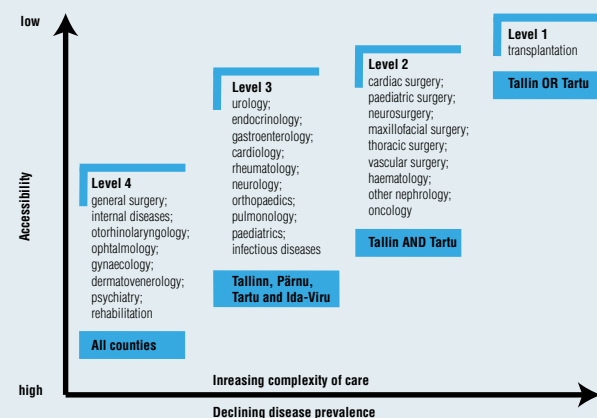 low
Accessibility
high
Level 4
general surgery;
internal diseases;
otorhinolaryngology;
ophtalmology;
gynaecology;
dermatovenerology;
psychiatry;
rehabilitation
All counties
Level 3
urology;
endocrinology;
gastroenterology;
cardiology;
rheumatology;
neurology;
orthopaedics;
pulmonology;
paediatrics;
infectious diseases
Tallinn, Pärnu,
Tartu and Ida-Viru
Level 2
cardiac surgery;
paediatric surgery;
neurosurgery;
maxillofacial surgery;
thoracic surgery;
vascular surgery;
haematology;
other nephrology;
oncology
Tallin AND Tartu
Level 1
transplantation
Tallin OR Tartu
Inreasing complexity of care
Declining disease prevalence